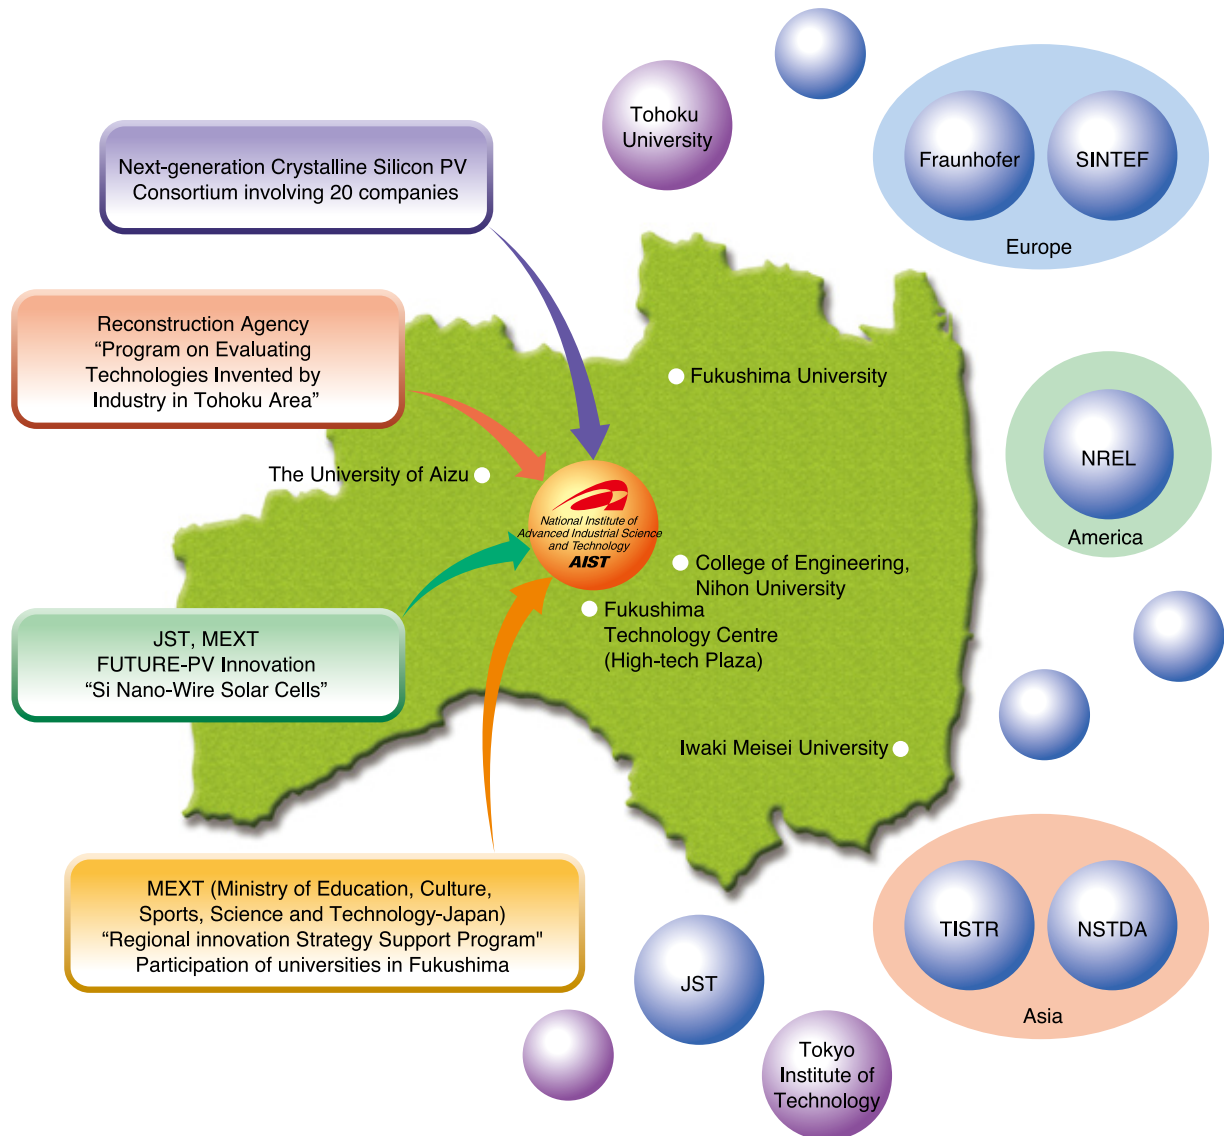 Tohoku
University
Fraunhofer
SINTEF
Europe
Next-generation Crystalline Silicon PV
Consortium involving 20 companies
Reconstruction Agency
“Program on Evaluating
Technologies Invented by
Industry in Tohoku Area”
Fukushima University
The University of Aizu
NREL
America
National Institute of
Advanced Industrial Science
and Technology
AIST
College of Engineering,
Nihon University
Fukushima
Technology Centre
(High-tech Plaza)
JST, MEXT
FUTURE-PV Innovation
“Si Nano-Wire Solar Cells”
Iwaki Meisei University
MEXT (Ministry of Education, Culture,
Sports, Science and Technology-Japan)
“Regional innovation Strategy Support Program"
Participation of universities in Fukushima
TISTR
NSTDA
Asia
JST
Tokyo
Institute of
Technology